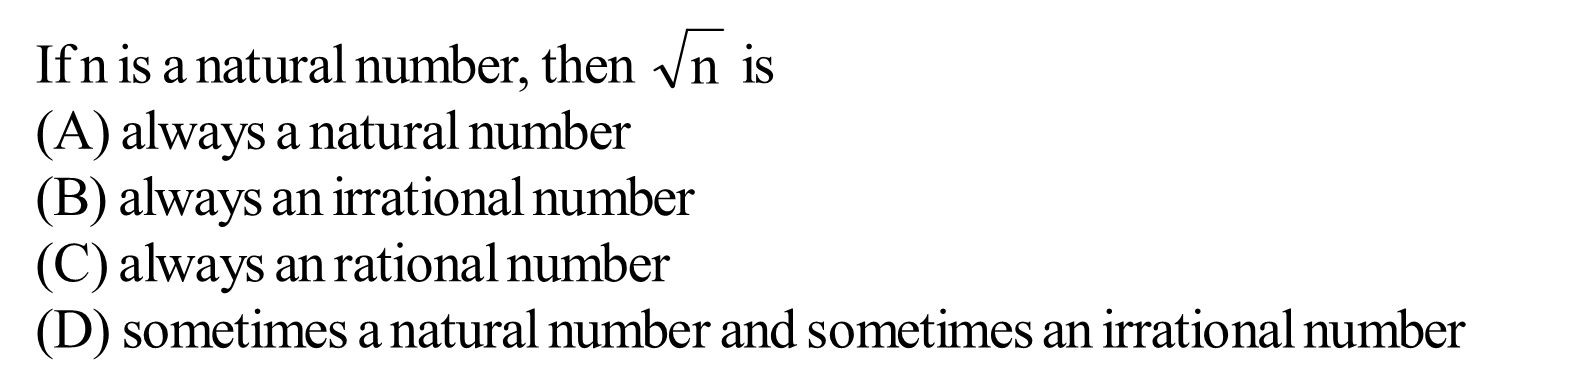 If n is a natural number, then √n is
(A) always a natural number
(B) always an irrational number
(C) always an rational number
(D) sometimes a natural number and sometimes an irrational number